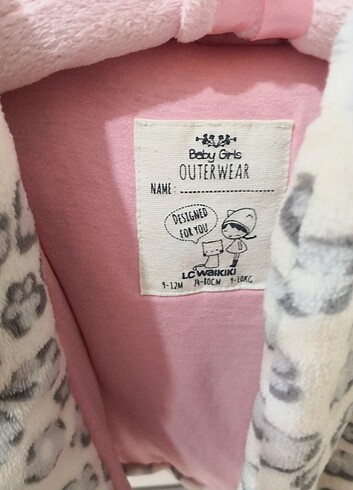 Baby Girls
OUTERWEAR
NAME:
DESIGNED
FOR YOU
LC WAIKIKI
9-12M 74-80CM 9-10KG